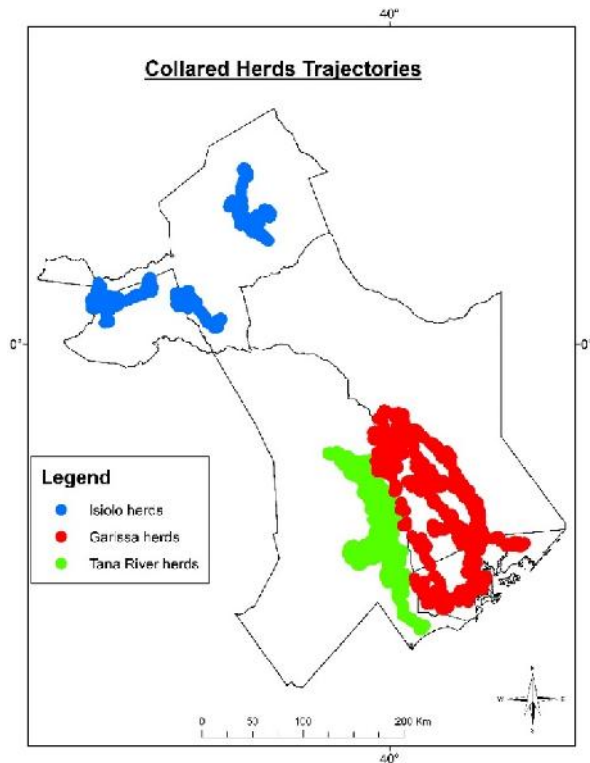 40°
Collared Herds Trajectories
0°
0°
Legend
Isiolo herds
Garissa herds
Tana River herds
N
W E
S
0 50 100 200 Km
40°